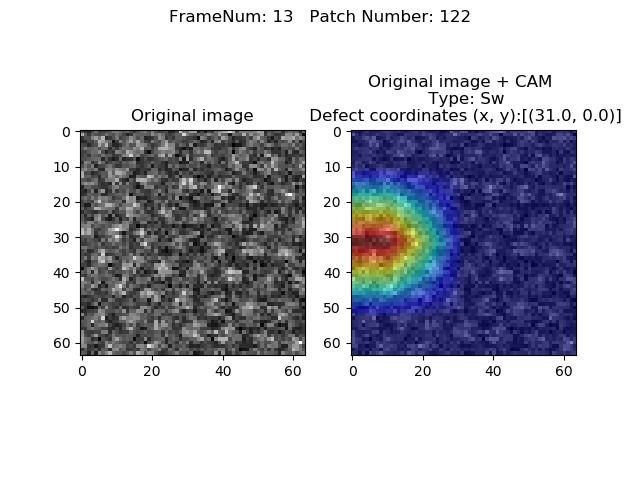 FrameNum: 13   Patch Number: 122
Original image
Original image + CAM
Type: Sw
Defect coordinates (x, y):[(31.0, 0.0)]
0
10
20
30
40
50
60
0 20 40 60
0
10
20
30
40
50
60
0 20 40 60